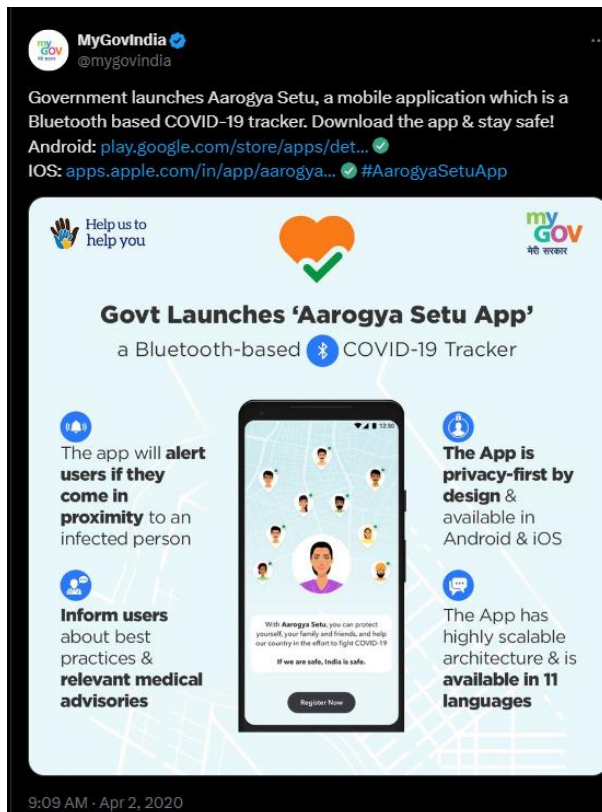 MyGovIndia
@mygovindia
Government launches Aarogya Setu, a mobile application which is a
Bluetooth based COVID-19 tracker. Download the app & stay safe!
Android: play.google.com/store/apps/det...
IOS: apps.apple.com/in/app/aarogya... #AarogyaSetuApp
Help us to
help you
my
GOV
मेरी सरकार
Govt Launches ‘Aarogya Setu App’
a Bluetooth-based COVID-19 Tracker
The app will alert
users if they
come in
proximity to an
infected person
Inform users
about best
practices &
relevant medical
advisories
12:30
With Aarogya Setu, you can protect
yourself, your family and friends, and help
our country in the effort to fight COVID-19
If we are safe, India is safe.
Register Now
The App is
privacy-first by
design &
available in
Android & iOS
The App has
highly scalable
architecture & is
available in 11
languages
9:09 AM · Apr 2, 2020